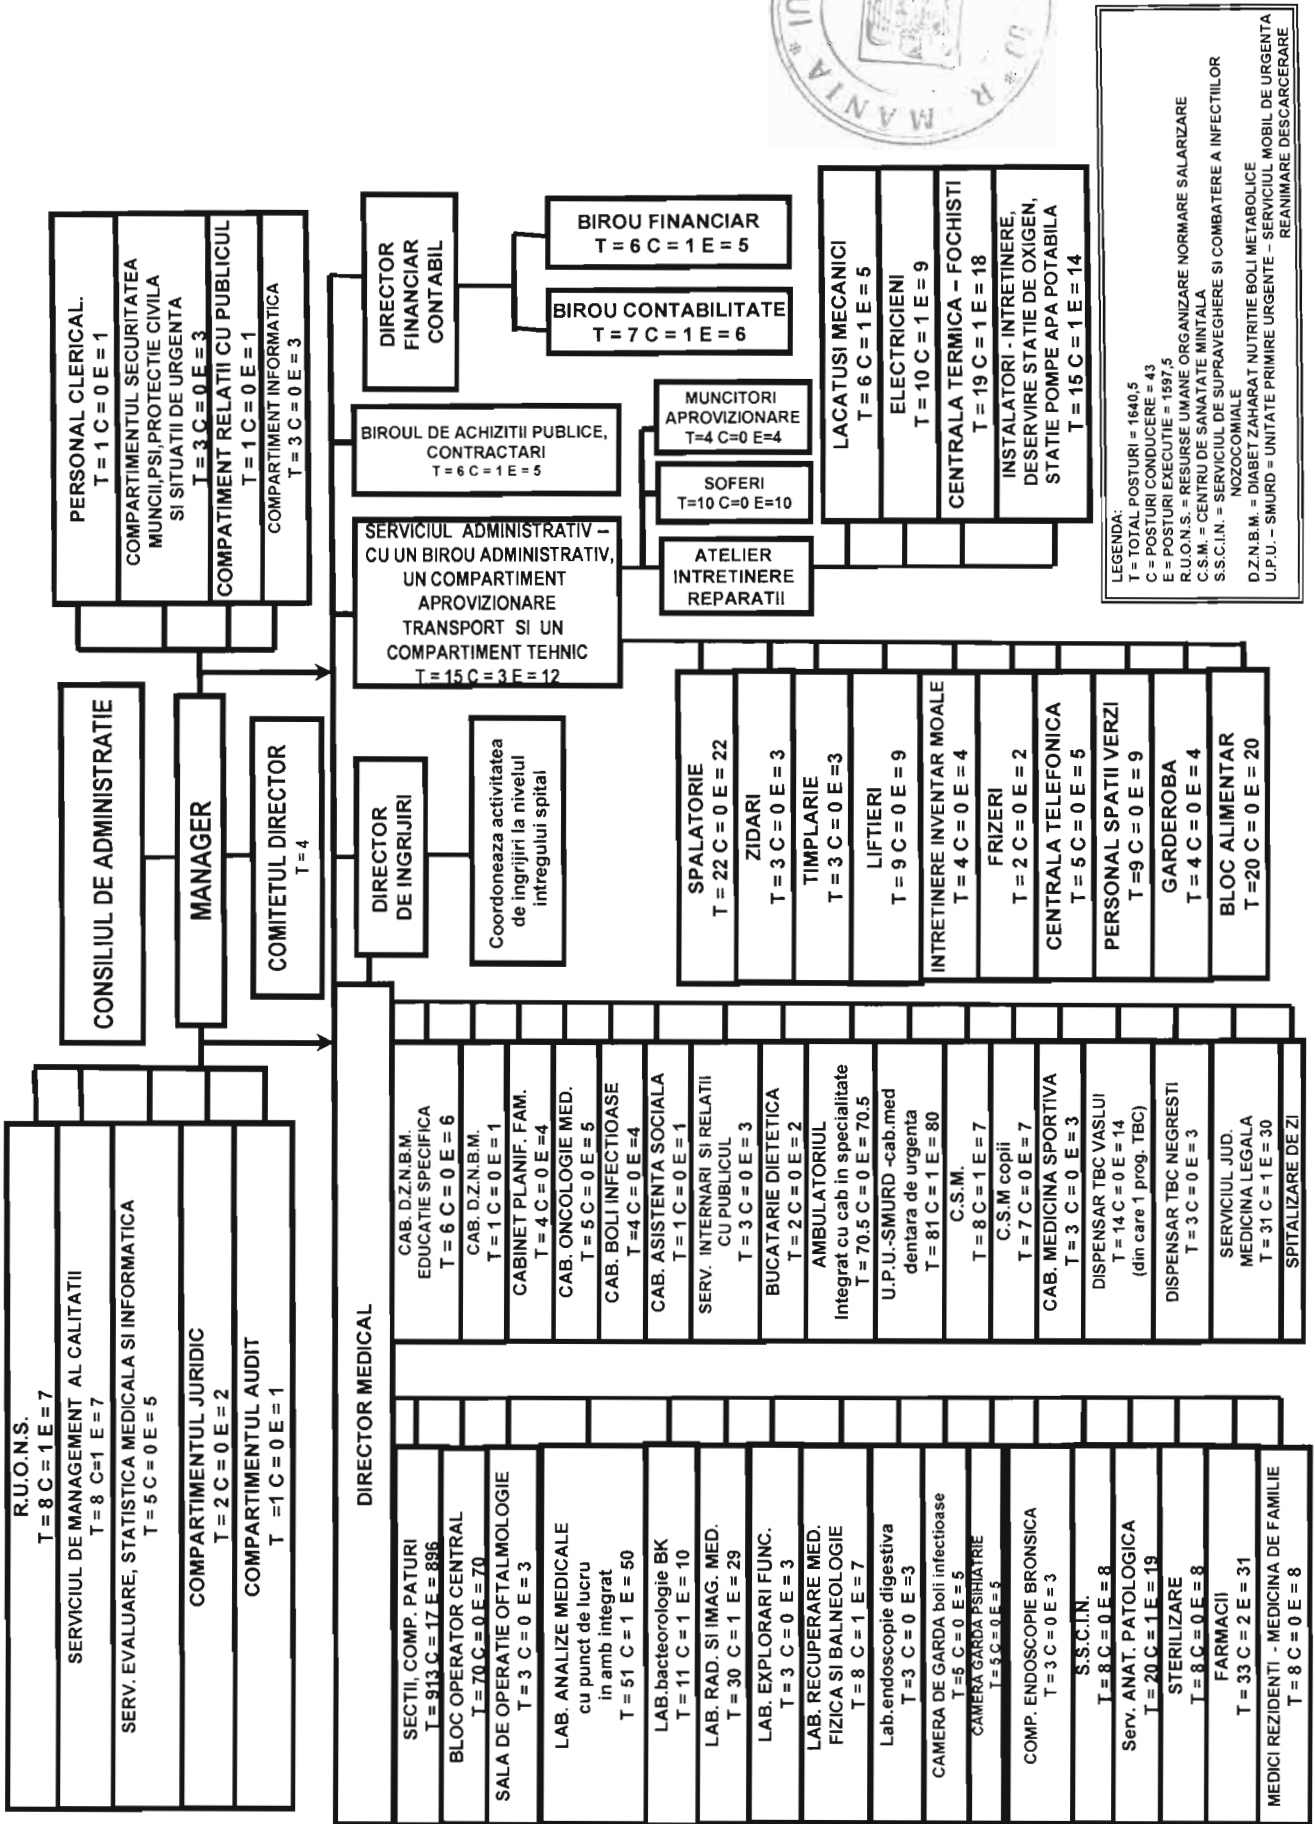 CONSILIUL DE ADMINISTRATIE
MANAGER
COMITETUL DIRECTOR
T = 4
R.U.O.N.S.
T = 8 C = 1 E = 7
SERVICIUL DE MANAGEMENT AL CALITATII
T = 8 C=1 E = 7
SERV. EVALUARE, STATISTICA MEDICALA SI INFORMATICA
T = 5 C = 0 E = 5
COMPARTIMENTUL JURIDIC
T = 2 C = 0 E = 2
COMPARTIMENTUL AUDIT
T =1 C = 0 E = 1
PERSONAL CLERICAL.
T = 1 C = 0 E = 1
COMPARTIMENTUL SECURITATEA
MUNCII,PSI,PROTECTIE CIVILA
SI SITUATII DE URGENTA
T = 3 C = 0 E = 3
COMPATIMENT RELATII CU PUBLICUL
T = 1 C = 0 E = 1
COMPARTIMENT INFORMATICA
T = 3 C = 0 E = 3
DIRECTOR MEDICAL
SECTII, COMP. PATURI
T = 913 C = 17 E = 896
BLOC OPERATOR CENTRAL
T = 70 C = 0 E = 70
SALA DE OPERATIE OFTALMOLOGIE
T = 3 C = 0 E = 3
LAB. ANALIZE MEDICALE
cu punct de lucru
in amb integrat
T = 51 C = 1 E = 50
LAB.bacteorologie BK
T = 11 C = 1 E = 10
LAB. RAD. SI IMAG. MED.
T = 30 C = 1 E = 29
LAB. EXPLORARI FUNC.
T = 3 C = 0 E = 3
LAB. RECUPERARE MED.
FIZICA SI BALNEOLOGIE
T = 8 C = 1 E = 7
Lab.endoscopie digestiva
T =3 C = 0 E =3
CAMERA DE GARDA boli infectioase
T =5 C = 0 E = 5
CAMERA GARDA PSIHIATRIE
T = 5 C = 0 E = 5
COMP. ENDOSCOPIE BRONSICA
T = 3 C = 0 E = 3
S.S.C.I.N.
T = 8 C = 0 E = 8
Serv. ANAT. PATOLOGICA
T = 20 C = 1 E = 19
STERILIZARE
T = 8 C = 0 E = 8
FARMACII
T = 33 C = 2 E = 31
MEDICI REZIDENTI - MEDICINA DE FAMILIE
T = 8 C = 0 E = 8
CAB. D.Z.N.B.M.
EDUCATIE SPECIFICA
T = 6 C = 0 E = 6
CAB. D.Z.N.B.M.
T = 1 C = 0 E = 1
CABINET PLANIF. FAM.
T = 4 C = 0 E =4
CAB. ONCOLOGIE MED.
T = 5 C = 0 E = 5
CAB. BOLI INFECTIOASE
T =4 C = 0 E =4
CAB. ASISTENTA SOCIALA
T = 1 C = 0 E = 1
SERV. INTERNARI SI RELATII
CU PUBLICUL
T = 3 C = 0 E = 3
BUCATARIE DIETETICA
T = 2 C = 0 E = 2
AMBULATORIUL
Integrat cu cab in specialitate
T = 70.5 C = 0 E = 70.5
U.P.U.-SMURD -cab.med
dentara de urgenta
T = 81 C = 1 E = 80
C.S.M.
T = 8 C = 1 E = 7
C.S.M copii
T = 7 C = 0 E = 7
CAB. MEDICINA SPORTIVA
T = 3 C = 0 E = 3
DISPENSAR TBC VASLUI
T = 14 C = 0 E = 14
(din care 1 prog. TBC)
DISPENSAR TBC NEGRESTI
T = 3 C = 0 E = 3
SERVICIUL JUD.
MEDICINA LEGALA
T = 31 C = 1 E = 30
SPITALIZARE DE ZI
DIRECTOR
DE INGRIJIRI
Coordoneaza activitatea
de ingrijiri la nivelul
intregului spital
SERVICIUL ADMINISTRATIV –
CU UN BIROU ADMINISTRATIV,
UN COMPARTIMENT
APROVIZIONARE
TRANSPORT SI UN
COMPARTIMENT TEHNIC
T = 15 C = 3 E = 12
BIROUL DE ACHIZITII PUBLICE,
CONTRACTARI
T = 6 C = 1 E = 5
DIRECTOR
FINANCIAR
CONTABIL
BIROU CONTABILITATE
T = 7 C = 1 E = 6
BIROU FINANCIAR
T = 6 C = 1 E = 5
ATELIER
INTRETINERE
REPARATII
SOFERI
T=10 C=0 E=10
MUNCITORI
APROVIZIONARE
T=4 C=0 E=4
LACATUSI MECANICI
T = 6 C = 1 E = 5
ELECTRICIENI
T = 10 C = 1 E = 9
CENTRALA TERMICA – FOCHISTI
T = 19 C = 1 E = 18
INSTALATORI - INTRETINERE,
DESERVIRE STATIE DE OXIGEN,
STATIE POMPE APA POTABILA
T = 15 C = 1 E = 14
SPALATORIE
T = 22 C = 0 E = 22
ZIDARI
T = 3 C = 0 E = 3
TIMPLARIE
T = 3 C = 0 E =3
LIFTIERI
T = 9 C = 0 E = 9
INTRETINERE INVENTAR MOALE
T = 4 C = 0 E = 4
FRIZERI
T = 2 C = 0 E = 2
CENTRALA TELEFONICA
T = 5 C = 0 E = 5
PERSONAL SPATII VERZI
T =9 C = 0 E = 9
GARDEROBA
T = 4 C = 0 E = 4
BLOC ALIMENTAR
T =20 C = 0 E = 20
LEGENDA:
T = TOTAL POSTURI = 1640,5
C = POSTURI CONDUCERE = 43
E = POSTURI EXECUTIE = 1597,5
R.U.O.N.S. = RESURSE UMANE ORGANIZARE NORMARE SALARIZARE
C.S.M. = CENTRU DE SANATATE MINTALA
S.S.C.I.N. = SERVICIUL DE SUPRAVEGHERE SI COMBATERE A INFECTIILOR
NOZOCOMIALE
D.Z.N.B.M. = DIABET ZAHARAT NUTRITIE BOLI METABOLICE
U.P.U. – SMURD = UNITATE PRIMIRE URGENTE – SERVICIUL MOBIL DE URGENTA
REANIMARE DESCARCERARE